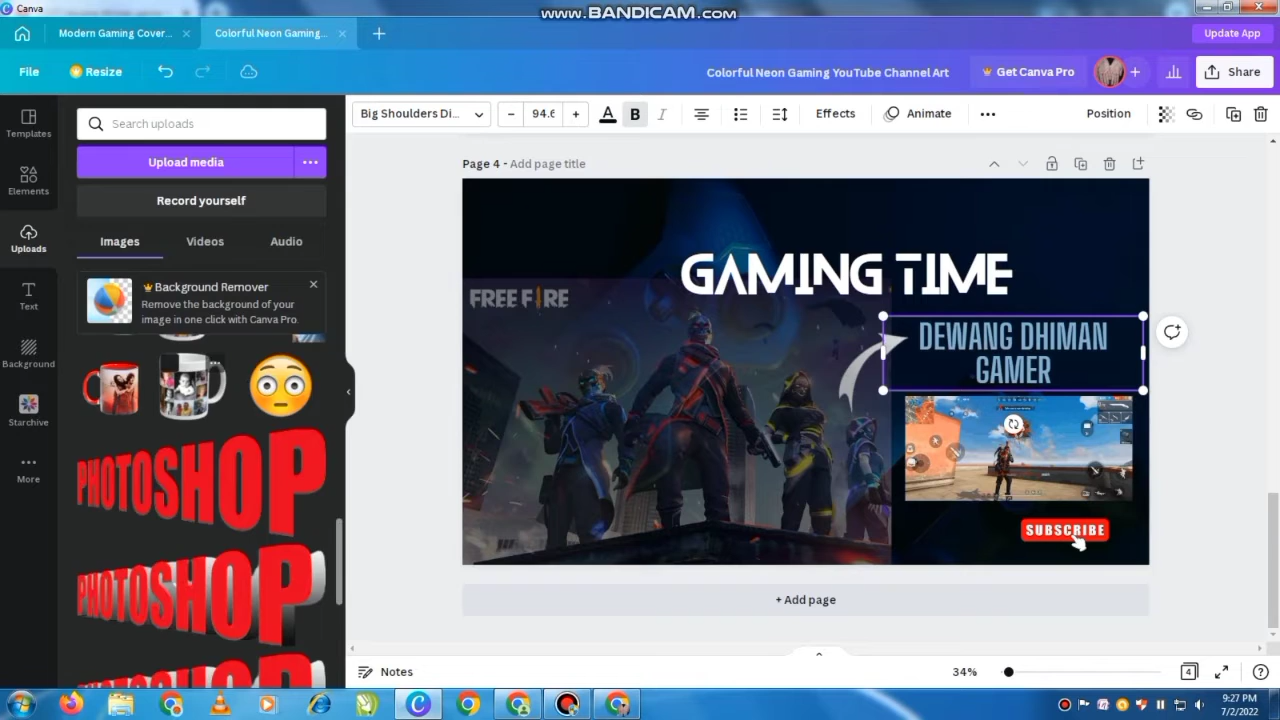 Canva
www.BANDICAM.com
Modern Gaming Cover...
Colorful Neon Gaming...
Update App
File
Resize
Colorful Neon Gaming YouTube Channel Art
Get Canva Pro
Share
Templates
Elements
Uploads
Text
Background
Starchive
More
Search uploads
Upload media
Record yourself
Images
Videos
Audio
Background Remover
Remove the background of your
image in one click with Canva Pro.
PHOTOSHOP
PHOTOSHOP
Big Shoulders Di...
94.6
A
B
I
Effects
Animate
Position
Page 4 - Add page title
GAMING TIME
FREE FIRE
DEWANG DHIMAN
GAMER
SUBSCRIBE
+ Add page
Notes
34%
4
9:27 PM
7/2/2022